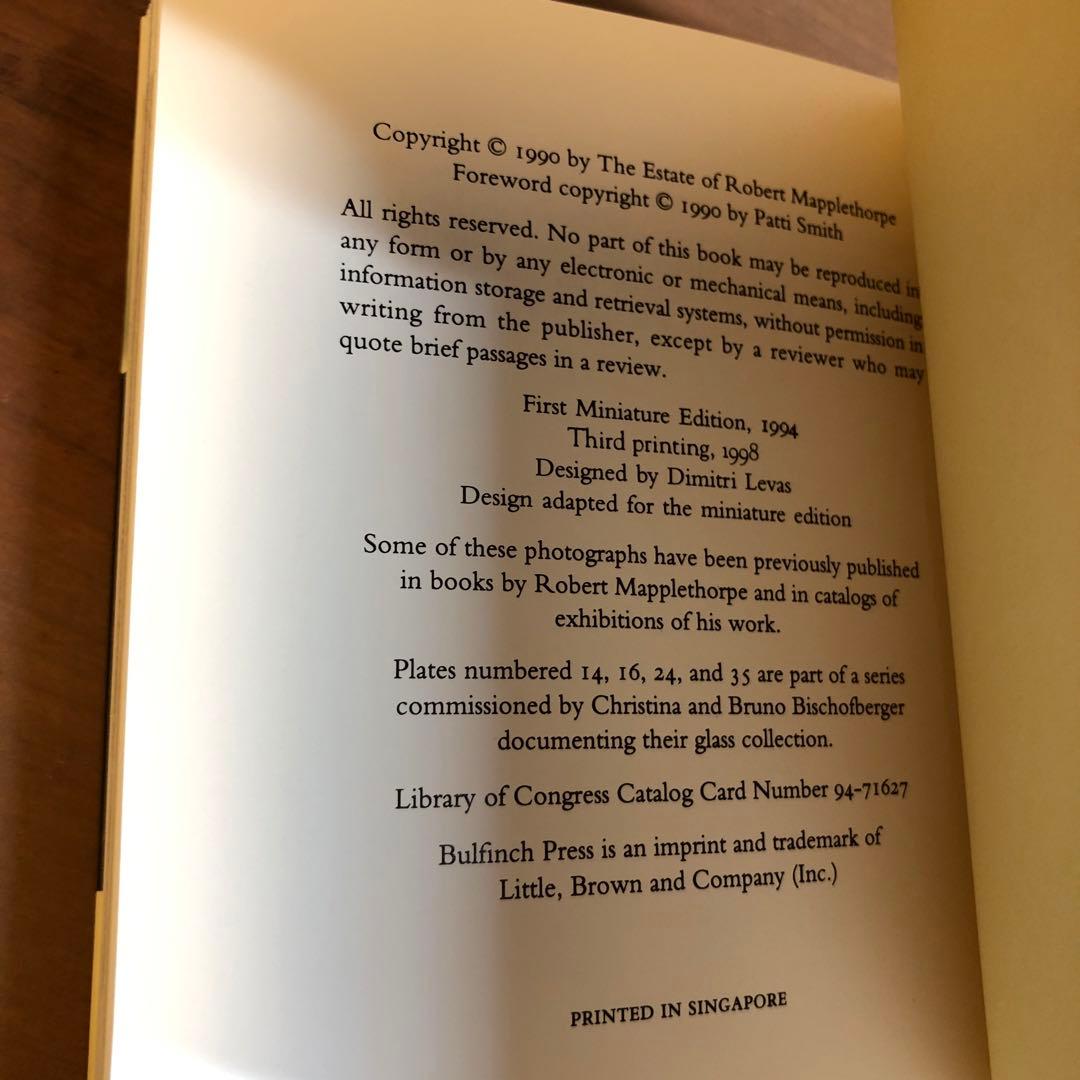 Copyright © 1990 by The Estate of Robert Mapplethorpe
Foreword copyright © 1990 by Patti Smith
All rights reserved. No part of this book may be reproduced in
any form or by any electronic or mechanical means, including
information storage and retrieval systems, without permission in
writing from the publisher, except by a reviewer who may
quote brief passages in a review.
First Miniature Edition, 1994
Third printing, 1998
Designed by Dimitri Levas
Design adapted for the miniature edition
Some of these photographs have been previously published
in books by Robert Mapplethorpe and in catalogs of
exhibitions of his work.
Plates numbered 14, 16, 24, and 35 are part of a series
commissioned by Christina and Bruno Bischofberger
documenting their glass collection.
Library of Congress Catalog Card Number 94-71627
Bulfinch Press is an imprint and trademark of
Little, Brown and Company (Inc.)
PRINTED IN SINGAPORE